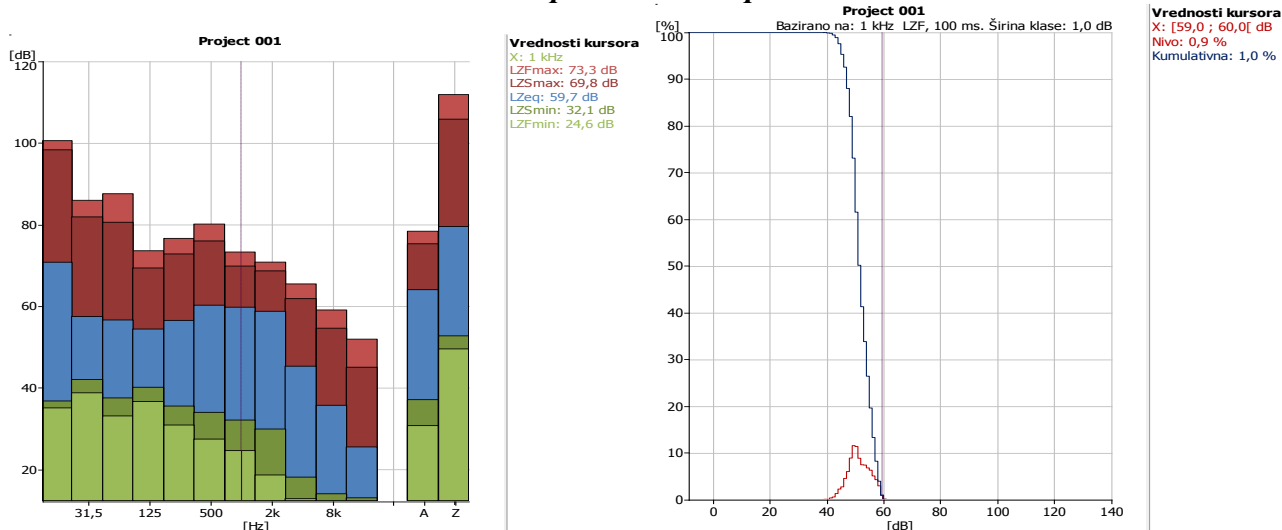 Project 001
[dB]
120
100
80
60
40
20
31,5
125
500
2k
8k
A
Z
[Hz]
Vrednosti kursora
X: 1 kHz
LZFmax: 73,3 dB
LZSmax: 69,8 dB
LZeq: 59,7 dB
LZSmin: 32,1 dB
LZFmin: 24,6 dB
Project 001
[%]
Bazirano na: 1 kHz LZF, 100 ms. Širina klase: 1,0 dB
100
90
80
70
60
50
40
30
20
10
0
0
20
40
60
80
100
120
140
[dB]
Vrednosti kursora
X: [59,0 ; 60,0[ dB
Nivo: 0,9 %
Kumulativna: 1,0 %